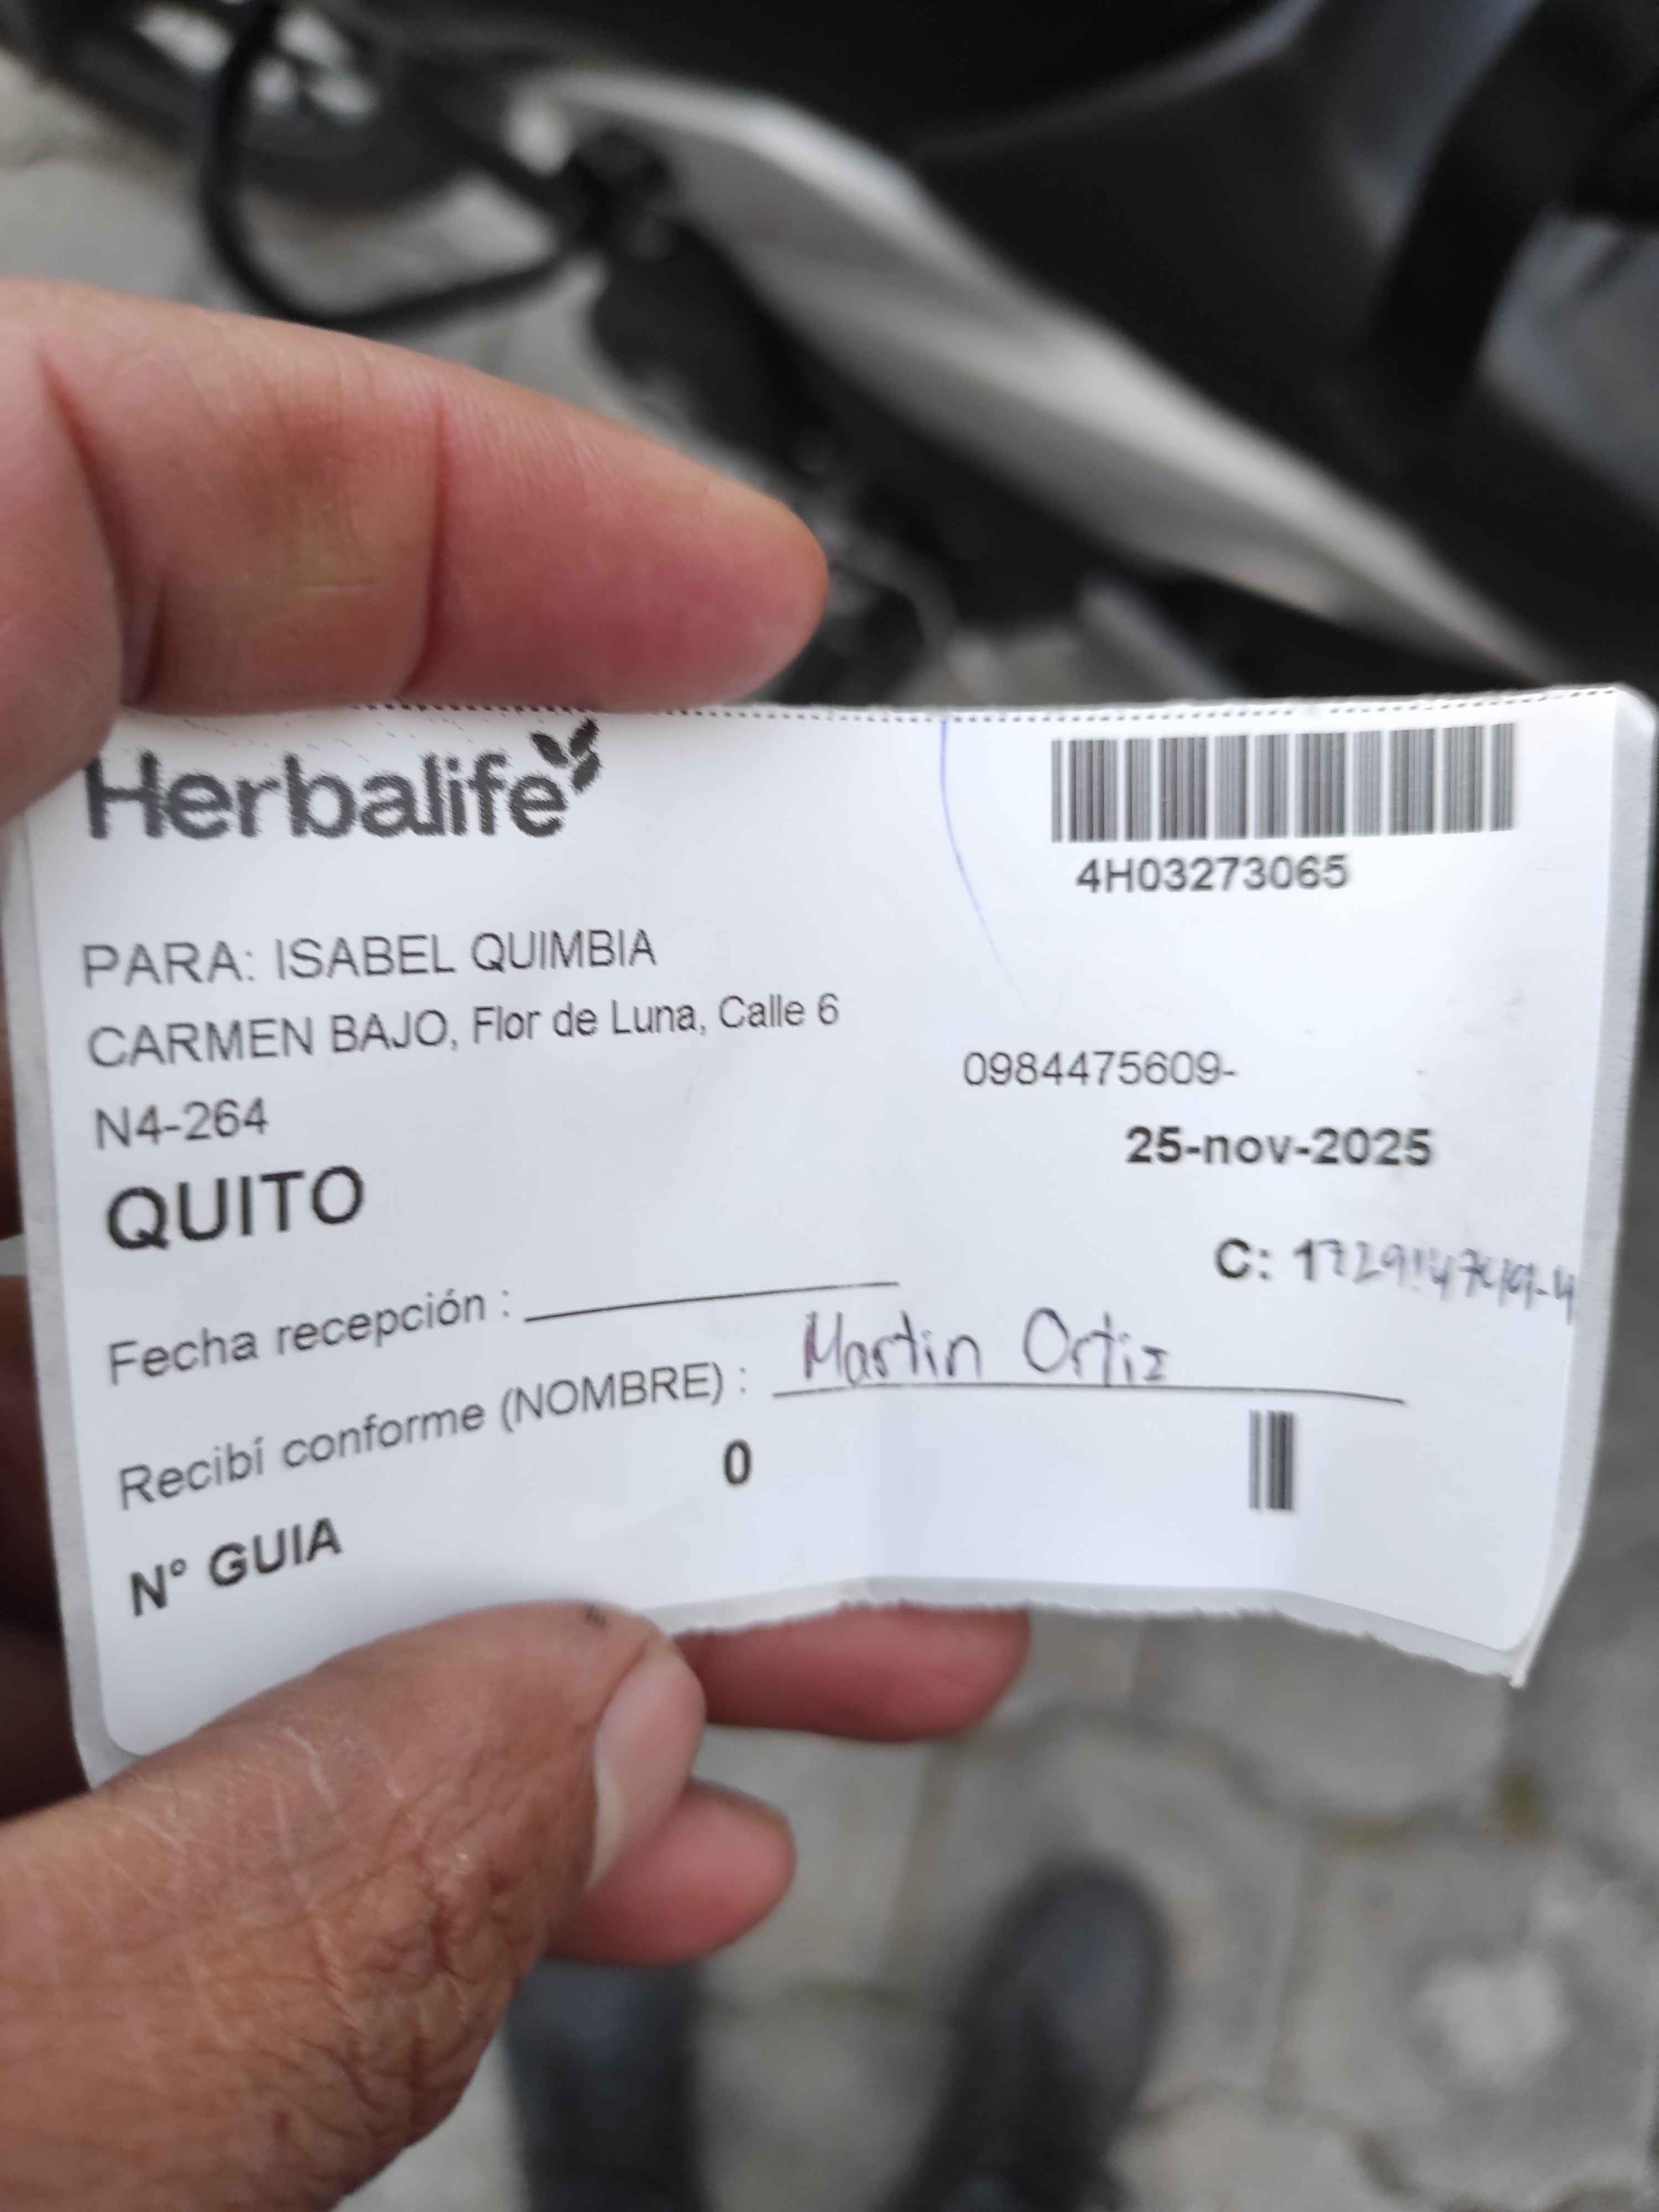 Herbalife
4H03273065
PARA: ISABEL QUIMBIA
CARMEN BAJO, Flor de Luna, Calle 6
0984475609-
N4-264
25-nov-2025
QUITO
C: 1
Fecha recepción :
Recibí conforme (NOMBRE) : Martin Ortiz
0
N° GUIA